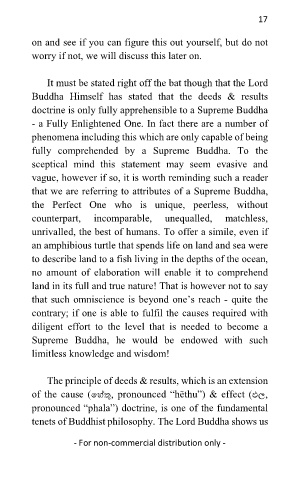 17
on and see if you can figure this out yourself, but do not
worry if not, we will discuss this later on.
It must be stated right off the bat though that the Lord
Buddha Himself has stated that the deeds & results
doctrine is only fully apprehensible to a Supreme Buddha
- a Fully Enlightened One. In fact there are a number of
phenomena including this which are only capable of being
fully comprehended by a Supreme Buddha. To the
sceptical mind this statement may seem evasive and
vague, however if so, it is worth reminding such a reader
that we are referring to attributes of a Supreme Buddha,
the Perfect One who is unique, peerless, without
counterpart, incomparable, unequalled, matchless,
unrivalled, the best of humans. To offer a simile, even if
an amphibious turtle that spends life on land and sea were
to describe land to a fish living in the depths of the ocean,
no amount of elaboration will enable it to comprehend
land in its full and true nature! That is however not to say
that such omniscience is beyond one’s reach - quite the
contrary; if one is able to fulfil the causes required with
diligent effort to the level that is needed to become a
Supreme Buddha, he would be endowed with such
limitless knowledge and wisdom!
The principle of deeds & results, which is an extension
of the cause (හේතු, pronounced “hēthu”) & effect (ඵල,
pronounced “phala”) doctrine, is one of the fundamental
tenets of Buddhist philosophy. The Lord Buddha shows us
- For non-commercial distribution only -